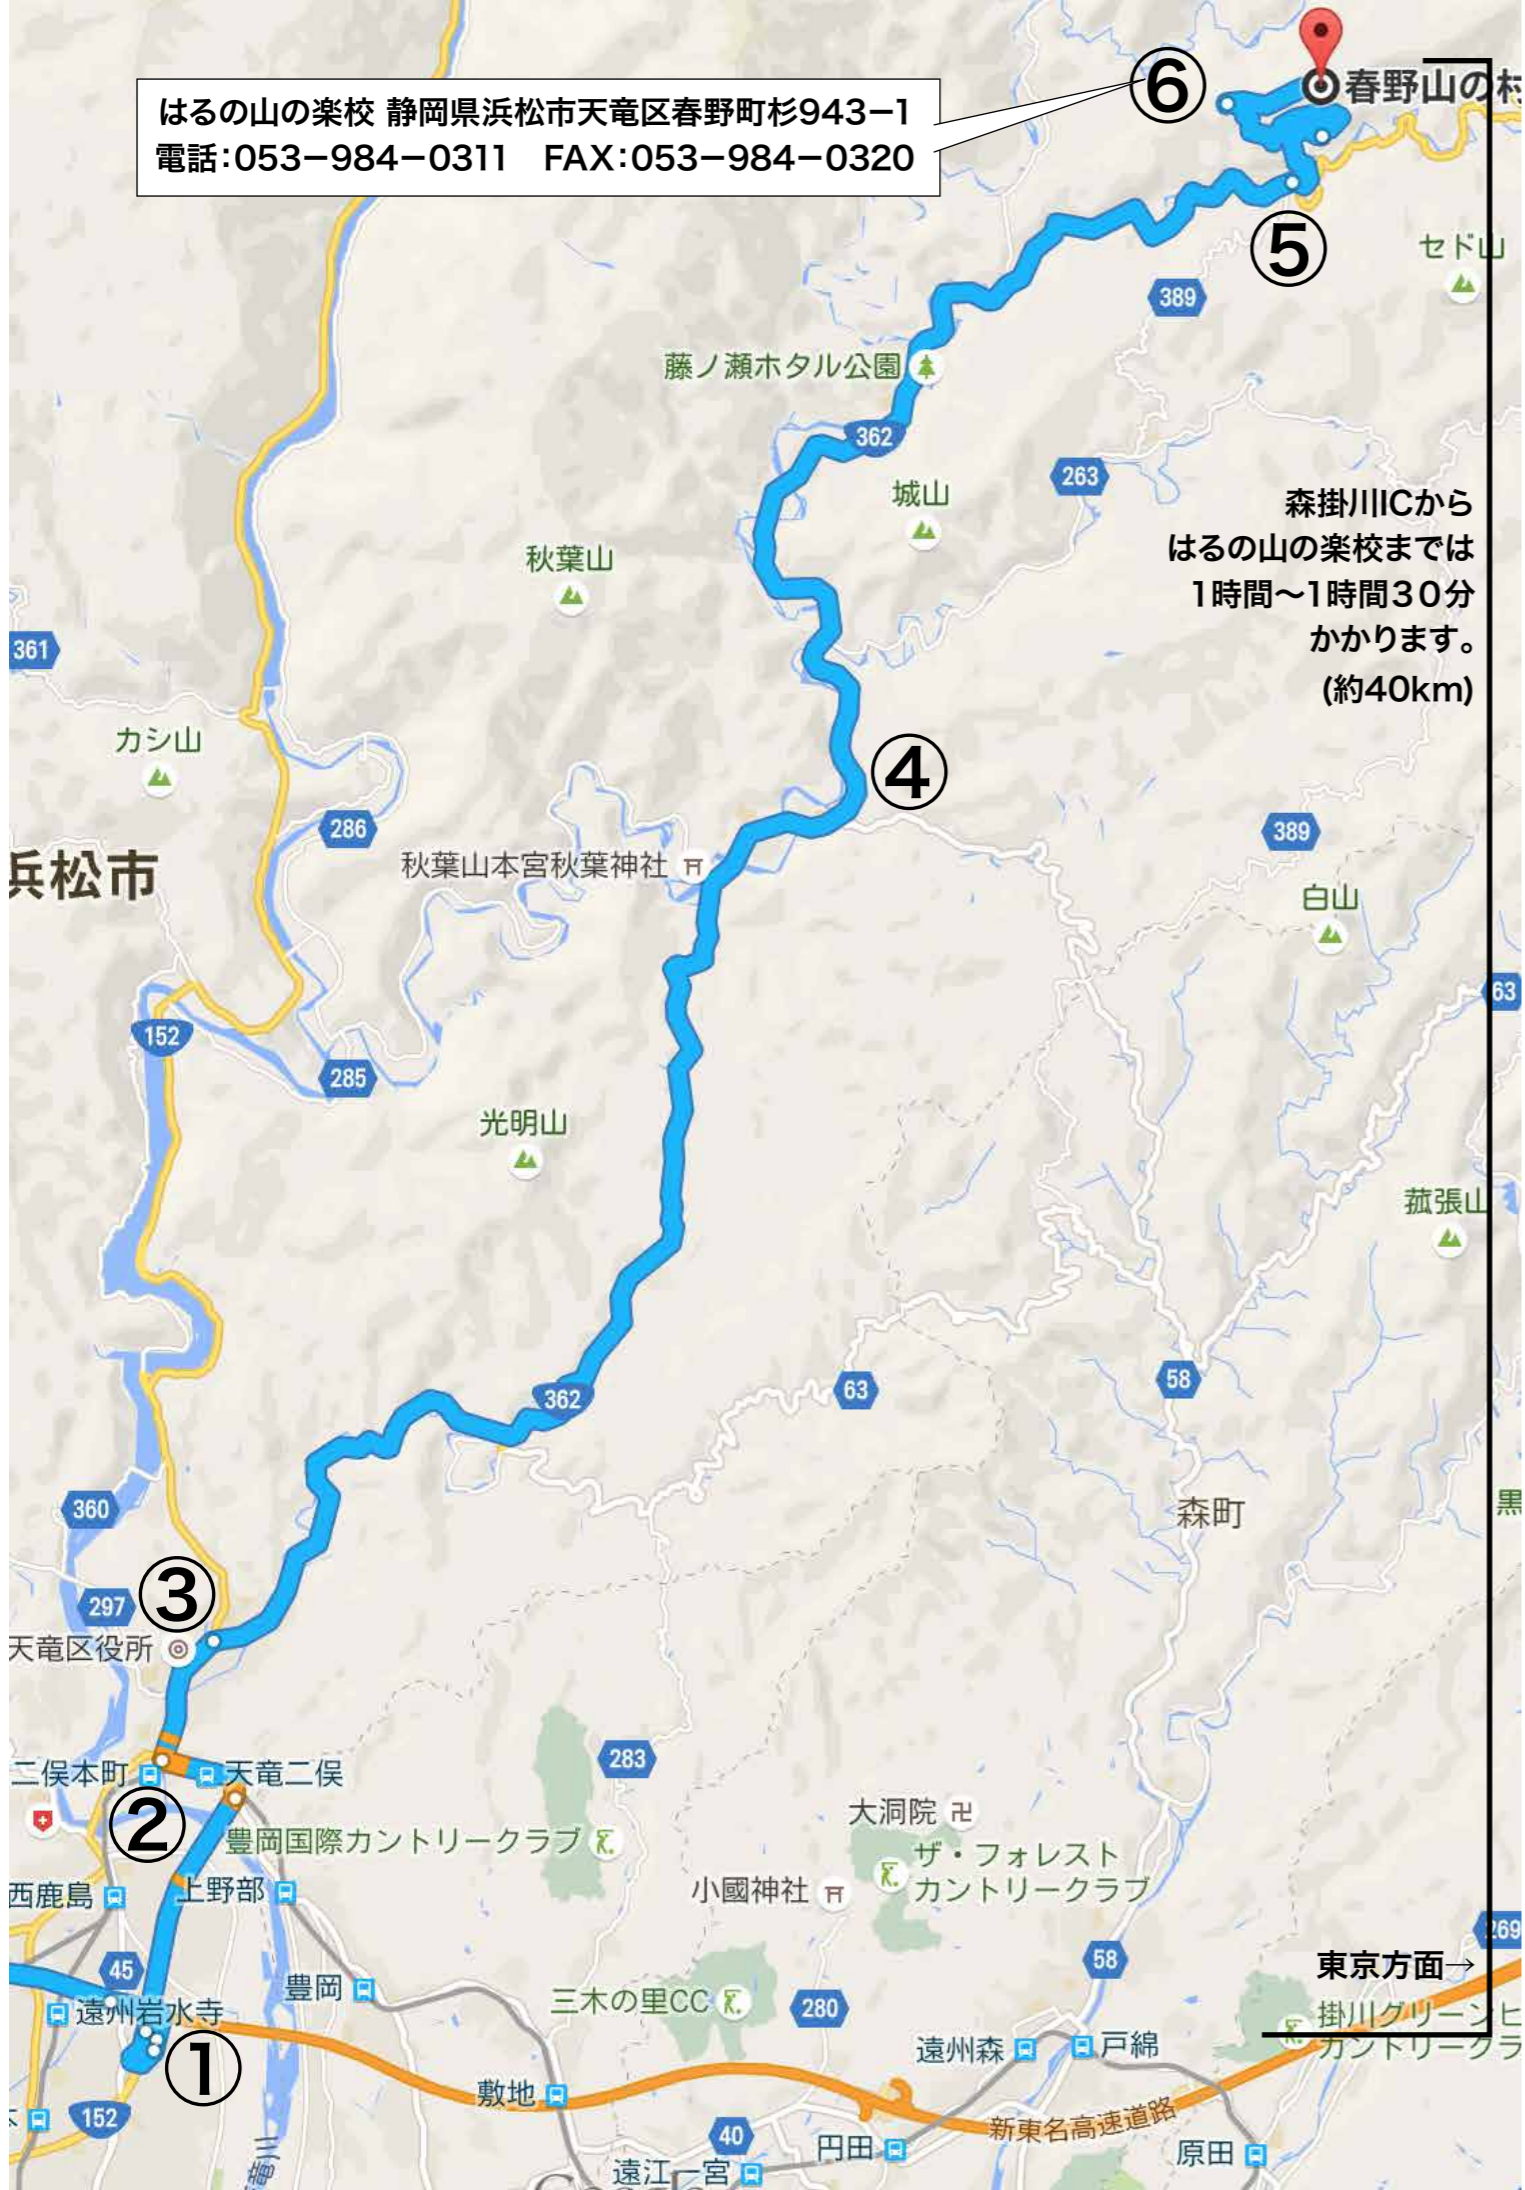 ⑥
春野山の村
はるの山の楽校 静岡県浜松市天竜区春野町杉943−1
電話：053−984−0311　FAX：053−984−0320
⑤
セド山
389
藤ノ瀬ホタル公園
362
263
城山
森掛川ICから
はるの山の楽校までは
1時間〜1時間３０分
かかります。
(約40km)
秋葉山
361
カシ山
④
286
389
秋葉山本宮秋葉神社
浜松市
白山
63
152
285
光明山
菰張山
362
63
58
360
森町
黒
③
297
天竜区役所
二俣本町
天竜二俣
283
②
大洞院
豊岡国際カントリークラブ
ザ・フォレスト
カントリークラブ
西鹿島
上野部
小國神社
269
東京方面→
45
58
豊岡
三木の里CC
280
遠州岩水寺
掛川グリーンヒ
カントリークラ
①
遠州森
戸綿
敷地
152
新東名高速道路
40
円田
原田
遠江一宮
竜川